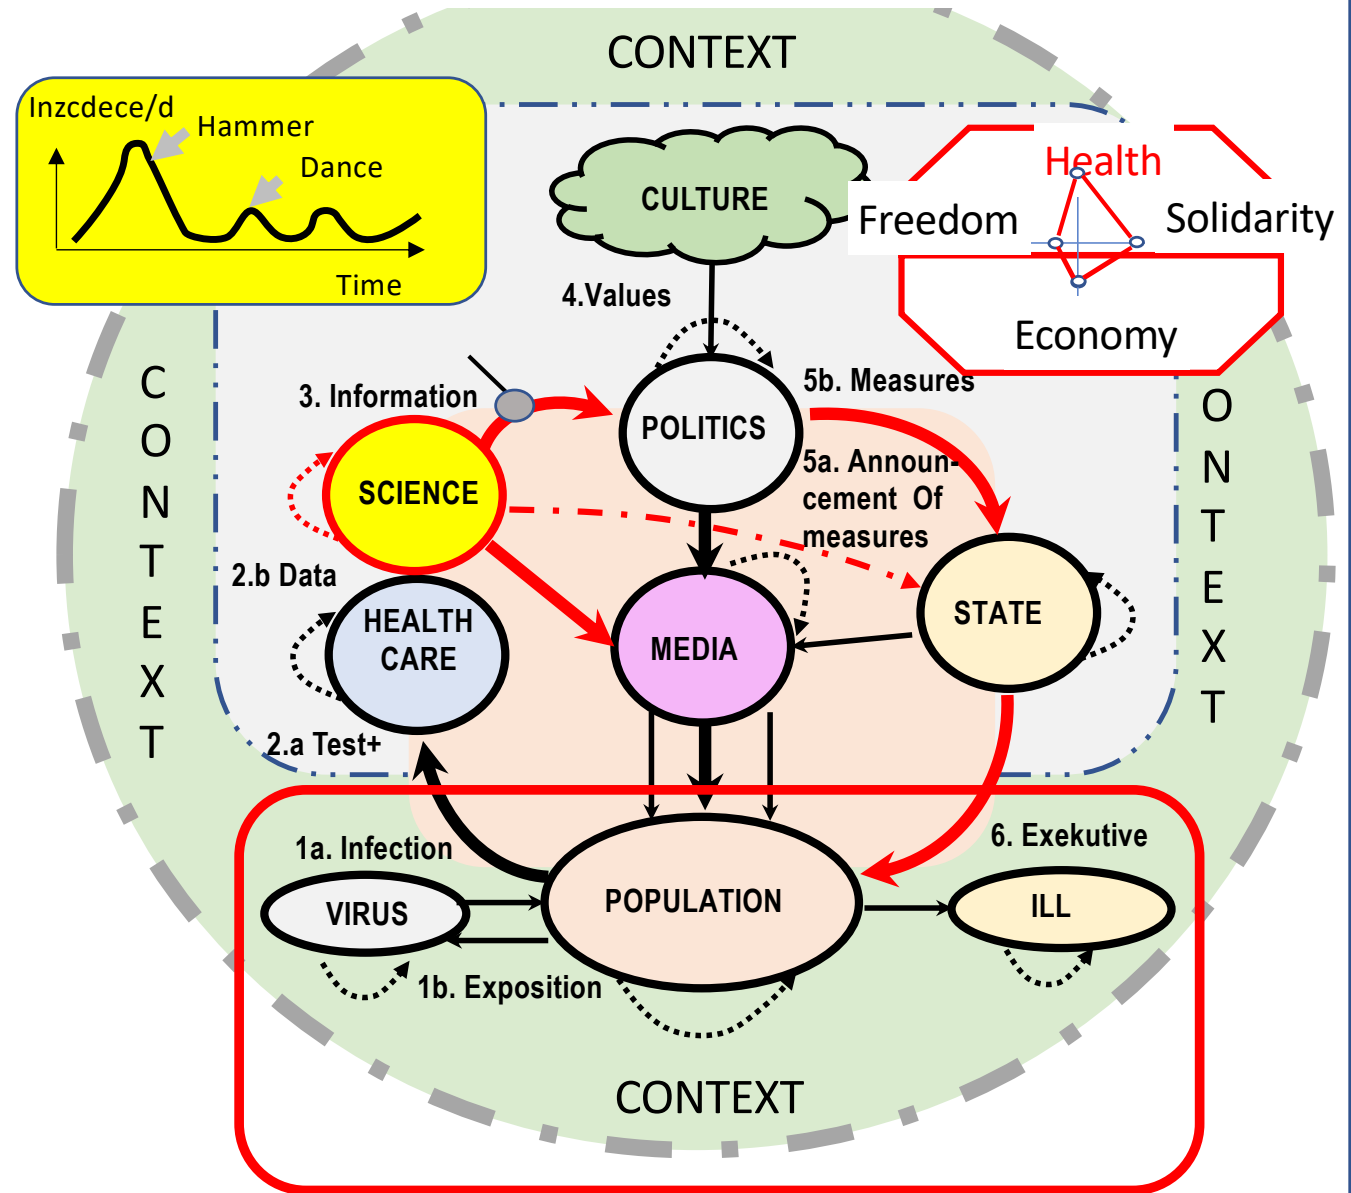 CONTEXT
Inzcdece/d
Hammer
Dance
Time
CULTURE
Health
Freedom
Solidarity
Economy
4.Values
3. Information
5b. Measures
POLITICS
5a. Announ-
cement Of
measures
SCIENCE
2.b Data
HEALTH
CARE
MEDIA
STATE
2.a Test+
CONTEXT
ONTEXT
1a. Infection
6. Exekutive
VIRUS
POPULATION
ILL
1b. Exposition
CONTEXT